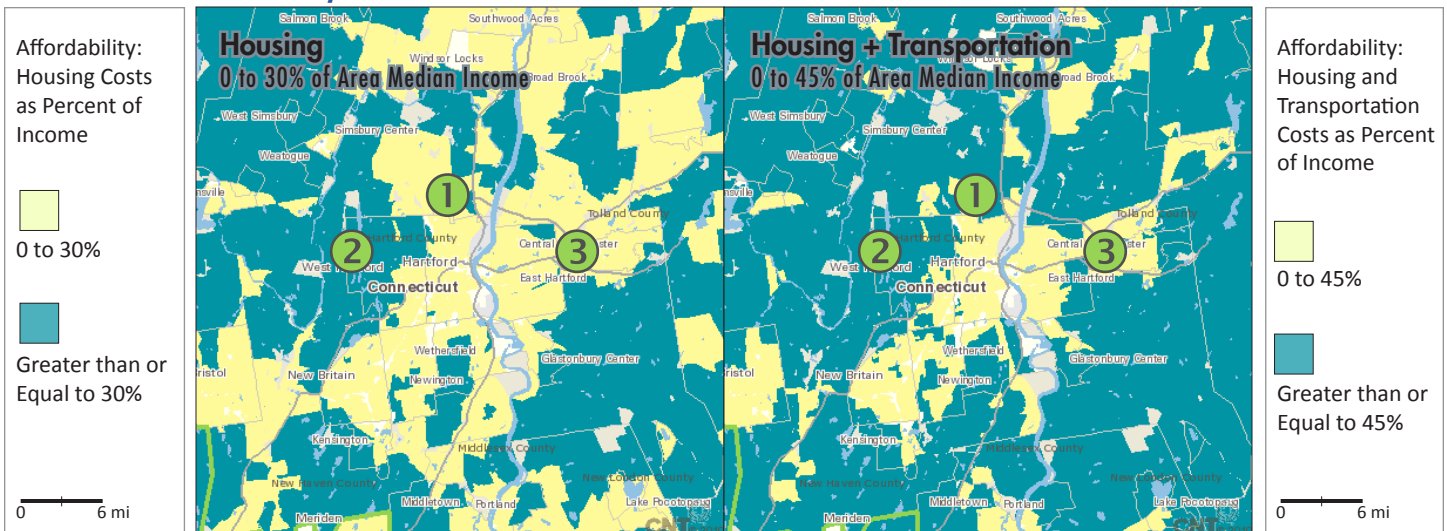 Affordability:
Housing Costs
as Percent of
Income
0 to 30%
Greater than or
Equal to 30%
0 6 mi
Housing
0 to 30% of Area Median Income
Salmon Brook
Southwood Acres
Windsor Locks
Broad Brook
West Simsbury
Simsbury Center
Weatogue
nsville
1
Tolland County
2
Hartford County
Central
ster
3
West
Hartford
East Hartford
Connecticut
Wethersfield
Glastonbury Center
Bristol
New Britain
Newington
Kensington
Middlesex County
New Haven County
New London County
Middletown
Portland
Lake Pocotopaug
Meriden
CNT
Housing + Transportation
0 to 45% of Area Median Income
Salmon Brook
Southwood Acres
Locks
Broad Brook
West Simsbury
Simsbury Center
Weatogue
nsville
1
Tolland County
2
Hartford County
Central
ster
3
West
Hartford
East Hartford
Connecticut
Wethersfield
Glastonbury Center
ristol
New Britain
Newington
Kensington
Middlesex County
New Haven County
New London County
Middletown
Portland
Lake Pocotopaug
Meriden
CNT
Affordability:
Housing and
Transportation
Costs as Percent
of Income
0 to 45%
Greater than or
Equal to 45%
0 6 mi